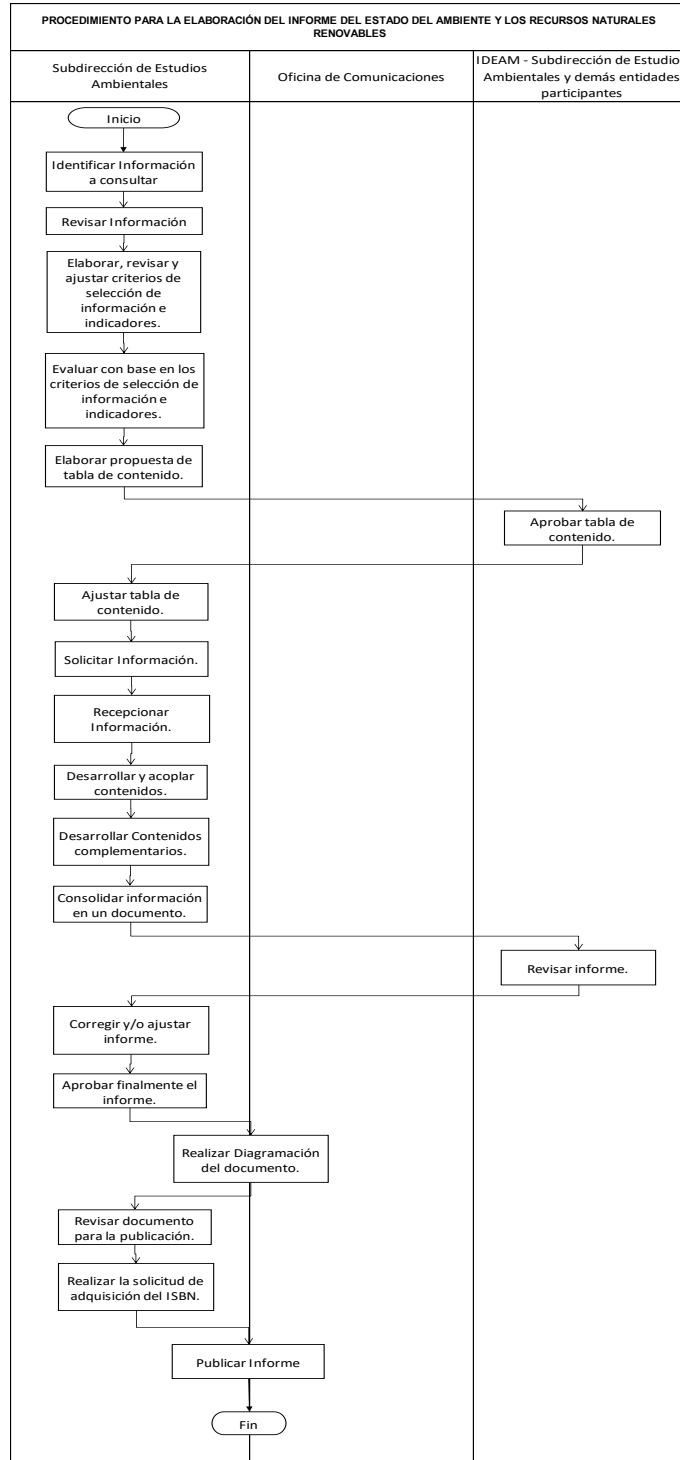 PROCEDIMIENTO PARA LA ELABORACIÓN DEL INFORME DEL ESTADO DEL AMBIENTE Y LOS RECURSOS NATURALES
RENOVABLES
Subdirección de Estudios
Ambientales
Oficina de Comunicaciones
IDEAM - Subdirección de Estudio
Ambientales y demás entidades
participantes
Inicio
Identificar Información
a consultar
Revisar Información
Elaborar, revisar y
ajustar criterios de
selección de
información e
indicadores.
Evaluar con base en los
criterios de selección de
información e
indicadores.
Elaborar propuesta de
tabla de contenido.
Aprobar tabla de
contenido.
Ajustar tabla de
contenido.
Solicitar Información.
Recepcionar
Información.
Desarrollar y acoplar
contenidos.
Desarrollar Contenidos
complementarios.
Consolidar información
en un documento.
Revisar informe.
Corregir y/o ajustar
informe.
Aprobar finalmente el
informe.
Realizar Diagramación
del documento.
Revisar documento
para la publicación.
Realizar la solicitud de
adquisición del ISBN.
Publicar Informe
Fin